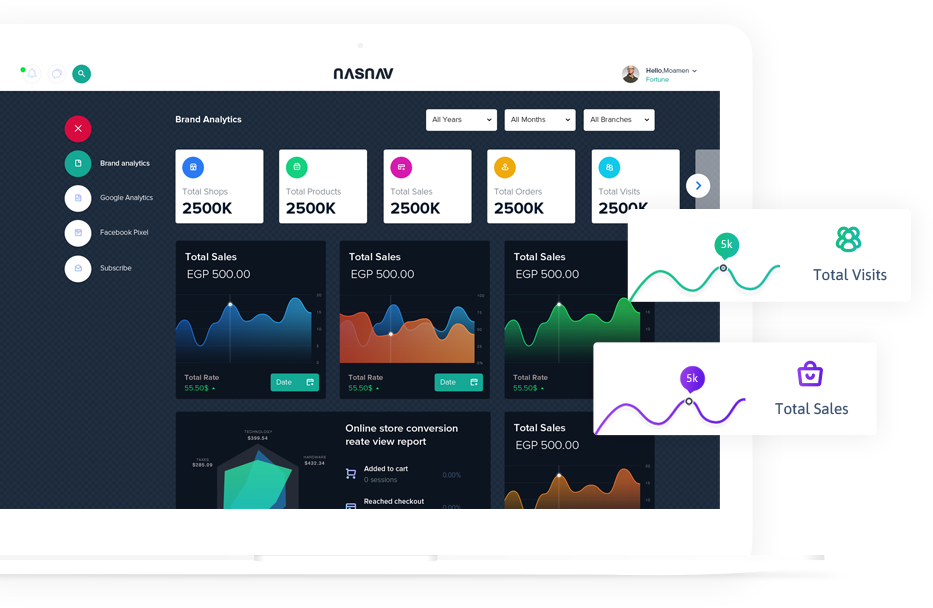 NASNAV
Hello,Moamen
Fortune
Brand Analytics
All Years
All Months
All Branches
Brand analytics
Google Analytics
Facebook Pixel
Subscribe
Total Shops
2500K
Total Products
2500K
Total Sales
2500K
Total Orders
2500K
Total Visits
2500K
5k
Total Visits
Total Sales
EGP 500.00
Total Rate
55.50$
Date
Total Sales
EGP 500.00
100
Total Rate
55.50$
Date
Total Sales
EGP 500.00
Total Rate
55.50$
5k
Total Sales
TECHNOLOGY
$399.54
TAXES
$285.09
HARDWARE
$432.34
Online store conversion
reate view report
Added to cart
0 sessions
0.00%
Reached checkout
0.00%
Total Sales
EGP 500.00